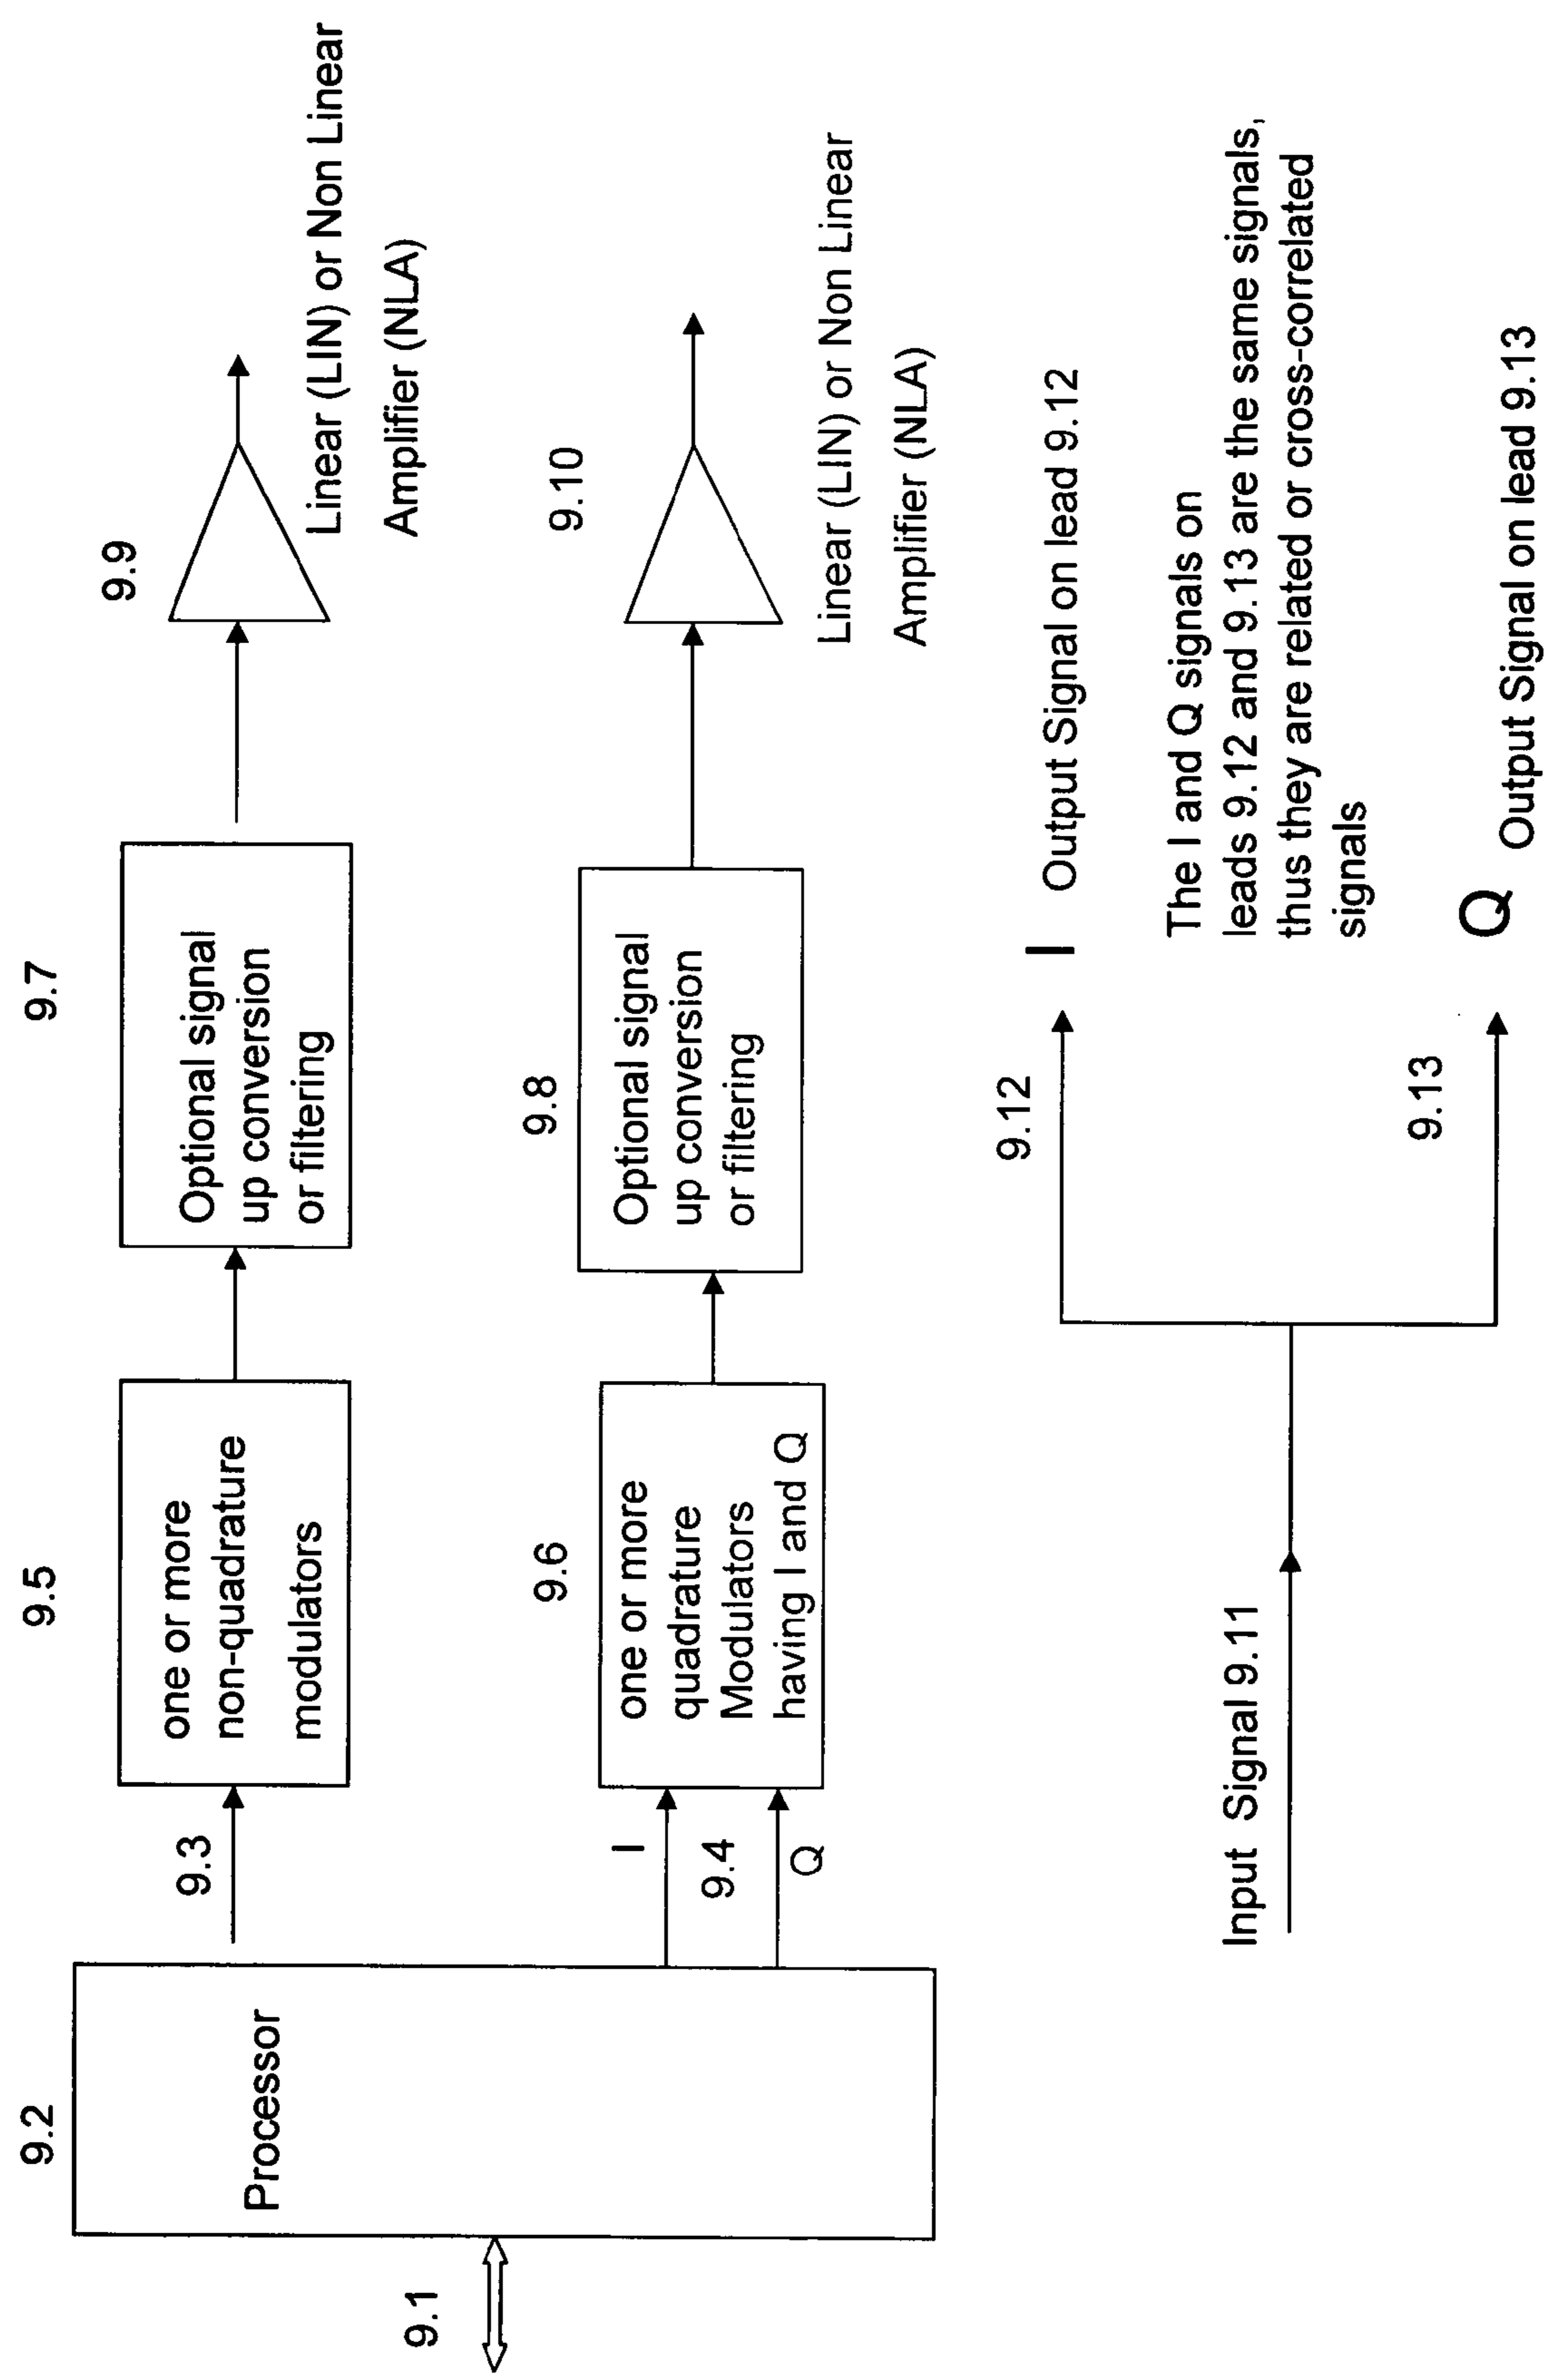 9.1
9.2
Processor
9.3
9.5
one or more
non-quadrature
modulators
9.7
Optional signal
up conversion
or filtering
9.9
Linear (LIN) or Non Linear
Amplifier (NLA)
I
9.4
Q
9.6
one or more
quadrature
Modulators
having I and Q
9.8
Optional signal
up conversion
or filtering
9.10
Linear (LIN) or Non Linear
Amplifier (NLA)
Input Signal 9.11
9.12
I Output Signal on lead 9.12
The I and Q signals on
leads 9.12 and 9.13 are the same signals,
thus they are related or cross-correlated
signals
9.13
Q Output Signal on lead 9.13